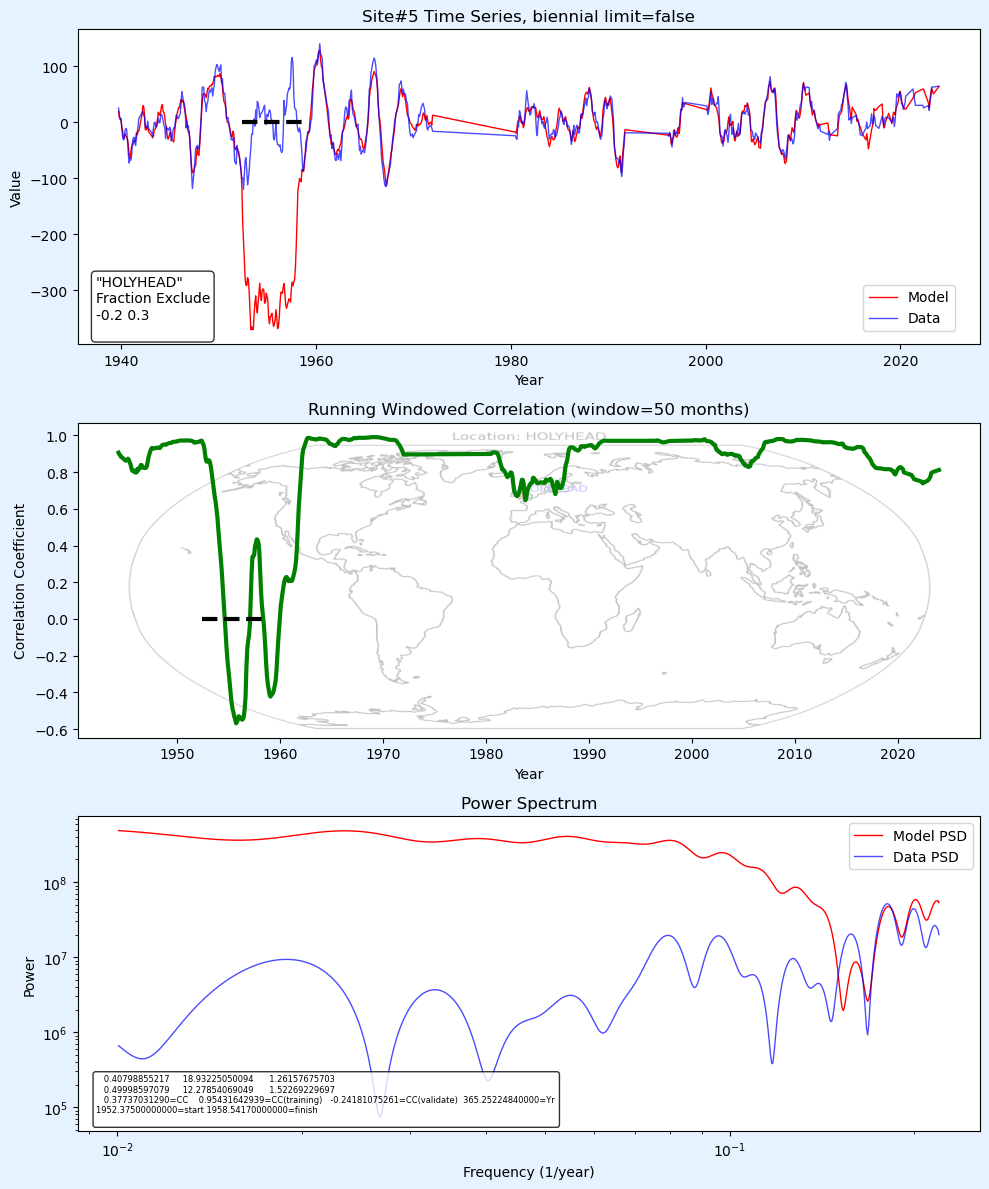 Site#5 Time Series, biennial limit=false
100
0
−100
−200
−300
Value
"HOLYHEAD"
Fraction Exclude
-0.2 0.3
Model
Data
1940
1960
1980
2000
2020
Year
Running Windowed Correlation (window=50 months)
Location: HOLYHEAD
1.0
0.8
0.6
0.4
0.2
0.0
−0.2
−0.4
−0.6
Correlation Coefficient
1950
1960
1970
1980
1990
2000
2010
2020
Year
Power Spectrum
Model PSD
Data PSD
10^8
10^7
10^6
10^5
Power
0.40798855217 18.93225050094 1.26157675703
0.49998597079 12.27854069049 1.52269229697
0.37737031290=CC 0.95431642939=CC(training) -0.24181075261=CC(validate) 365.25224840000=Yr
1952.37500000000=start 1958.54170000000=finish
10^−2
10^−1
Frequency (1/year)